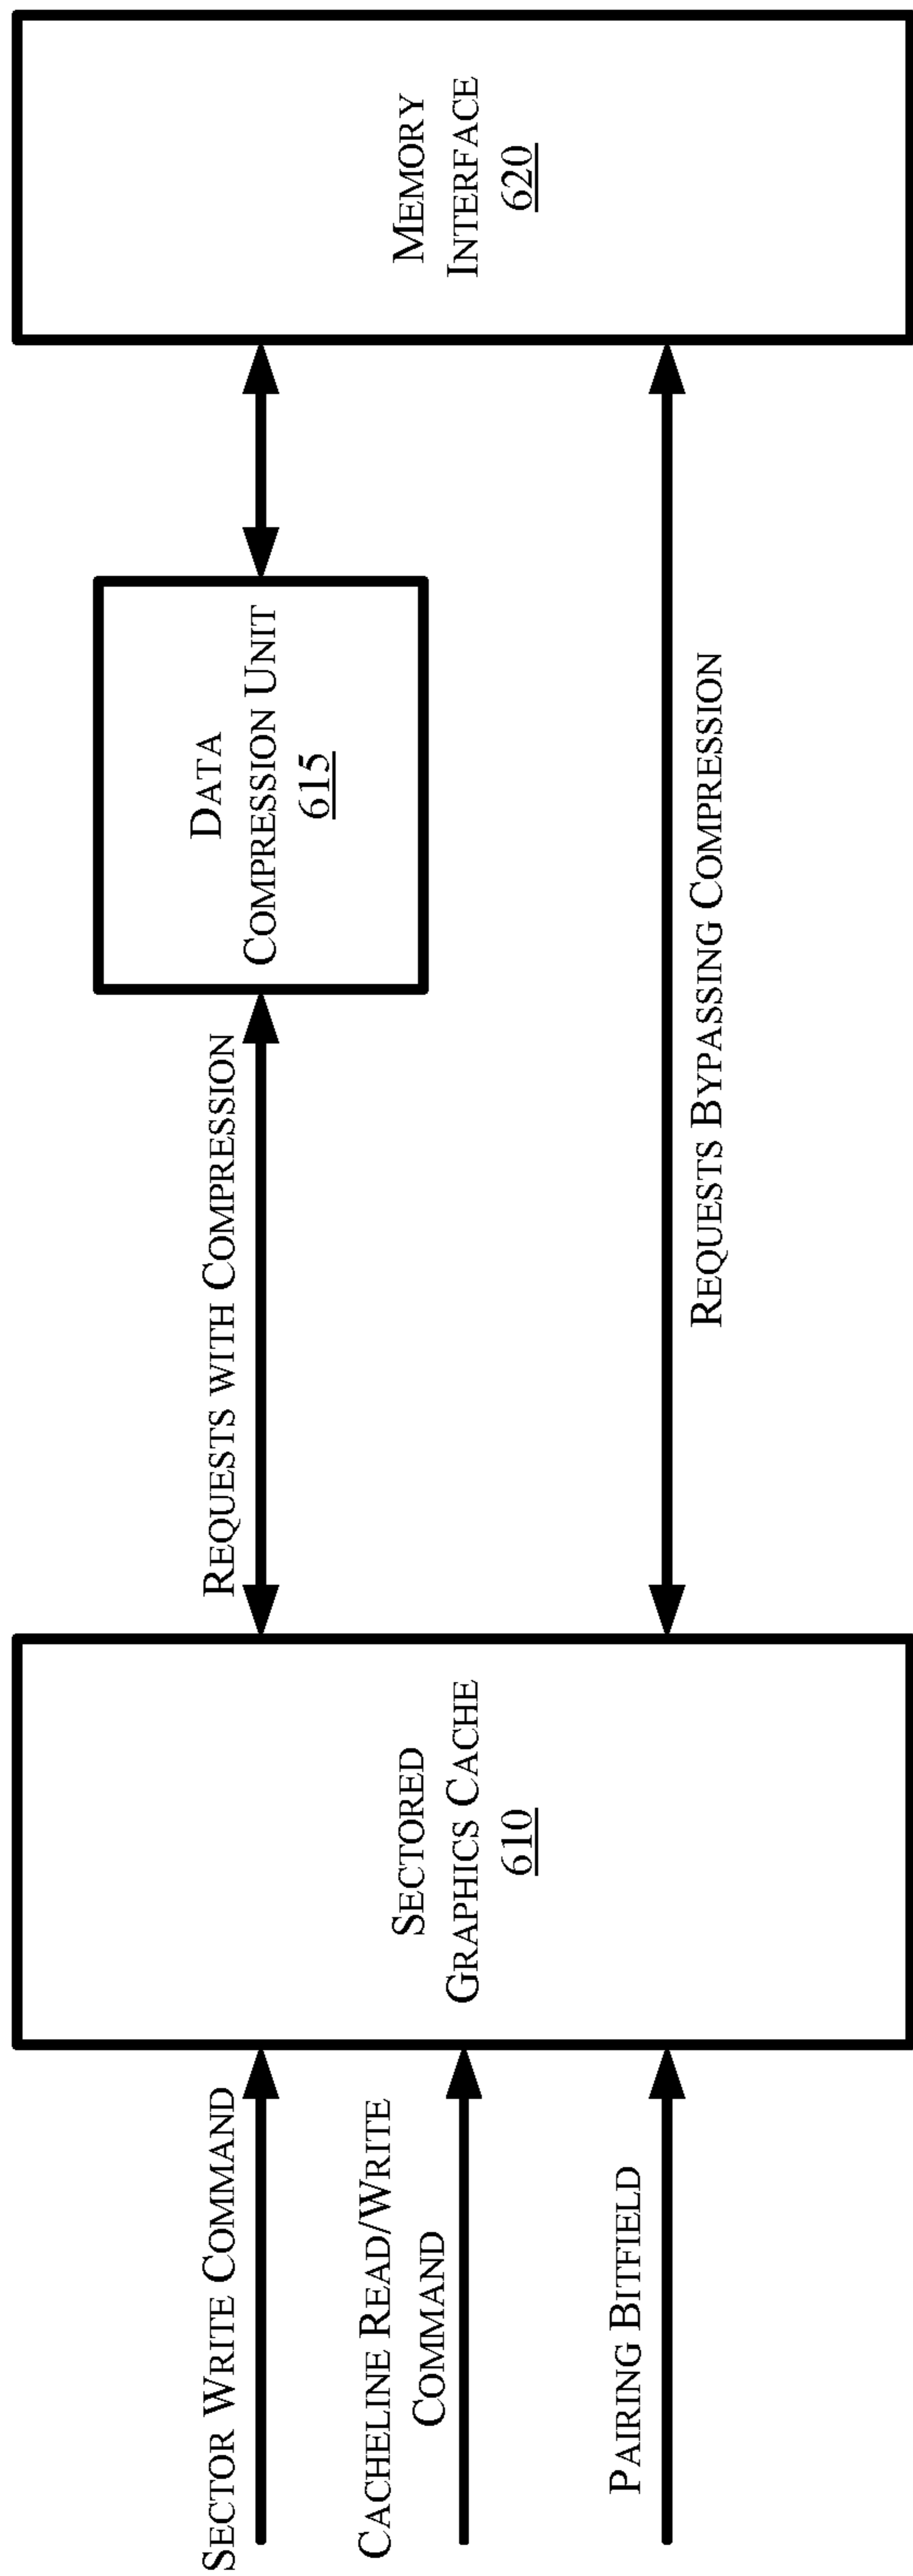 SECTOR WRITE COMMAND
CACHELINE READ/WRITE
COMMAND
PAIRING BITFIELD
SECTORED
GRAPHICS CACHE
610
REQUESTS WITH COMPRESSION
REQUESTS BYPASSING COMPRESSION
DATA
COMPRESSION UNIT
615
MEMORY
INTERFACE
620